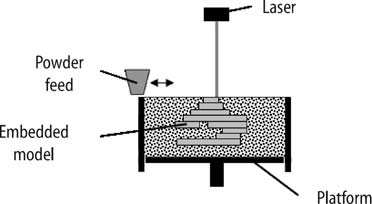 Laser
Powder
feed
Embedded
model
Platform